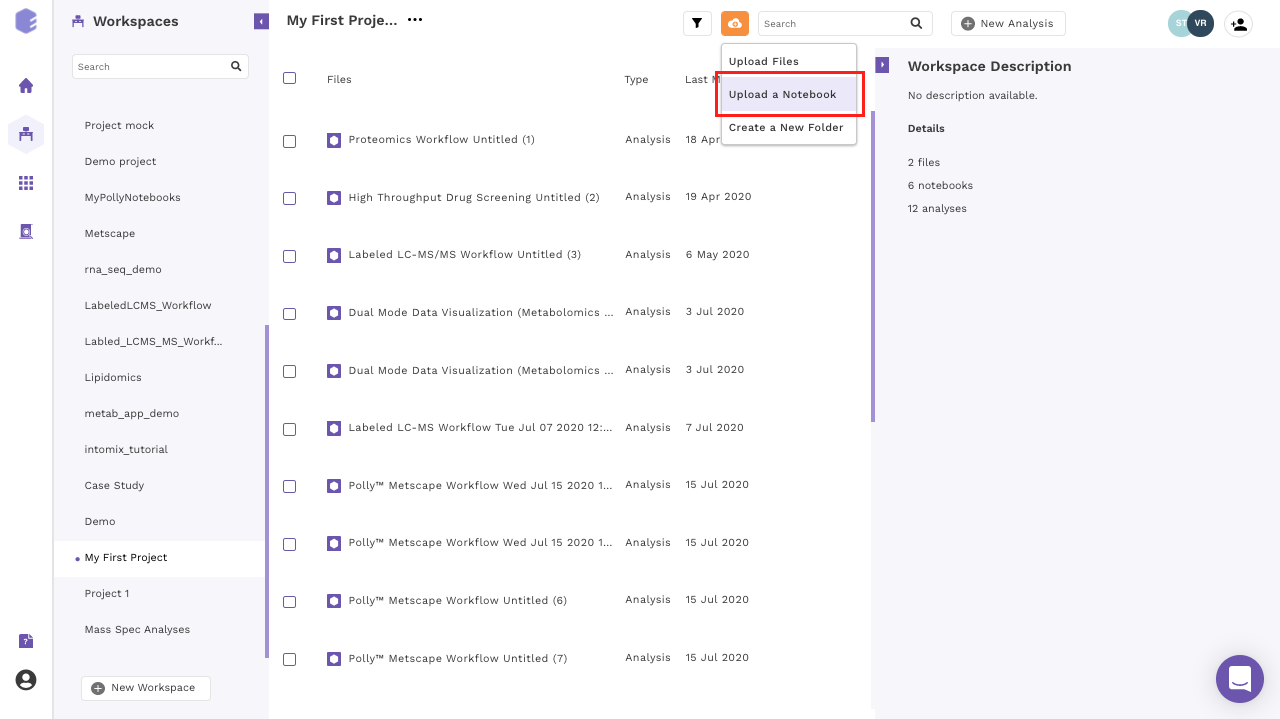 Workspaces
Search
Project mock
Demo project
MyPollyNotebooks
Metscape
rna_seq_demo
LabeledLCMS_Workflow
Labled_LCMS_MS_Workf...
Lipidomics
metab_app_demo
intomix_tutorial
Case Study
Demo
My First Project
Project 1
Mass Spec Analyses
New Workspace
My First Proje... •••
Search
New Analysis
ST VR
Upload Files
Upload a Notebook
Create a New Folder
Files Type Last M
Proteomics Workflow Untitled (1) Analysis 18 Apr
High Throughput Drug Screening Untitled (2) Analysis 19 Apr 2020
Labeled LC-MS/MS Workflow Untitled (3) Analysis 6 May 2020
Dual Mode Data Visualization (Metabolomics ... Analysis 3 Jul 2020
Dual Mode Data Visualization (Metabolomics ... Analysis 3 Jul 2020
Labeled LC-MS Workflow Tue Jul 07 2020 12:... Analysis 7 Jul 2020
Polly™ Metscape Workflow Wed Jul 15 2020 1... Analysis 15 Jul 2020
Polly™ Metscape Workflow Wed Jul 15 2020 1... Analysis 15 Jul 2020
Polly™ Metscape Workflow Untitled (6) Analysis 15 Jul 2020
Polly™ Metscape Workflow Untitled (7) Analysis 15 Jul 2020
Workspace Description
No description available.
Details
2 files
6 notebooks
12 analyses